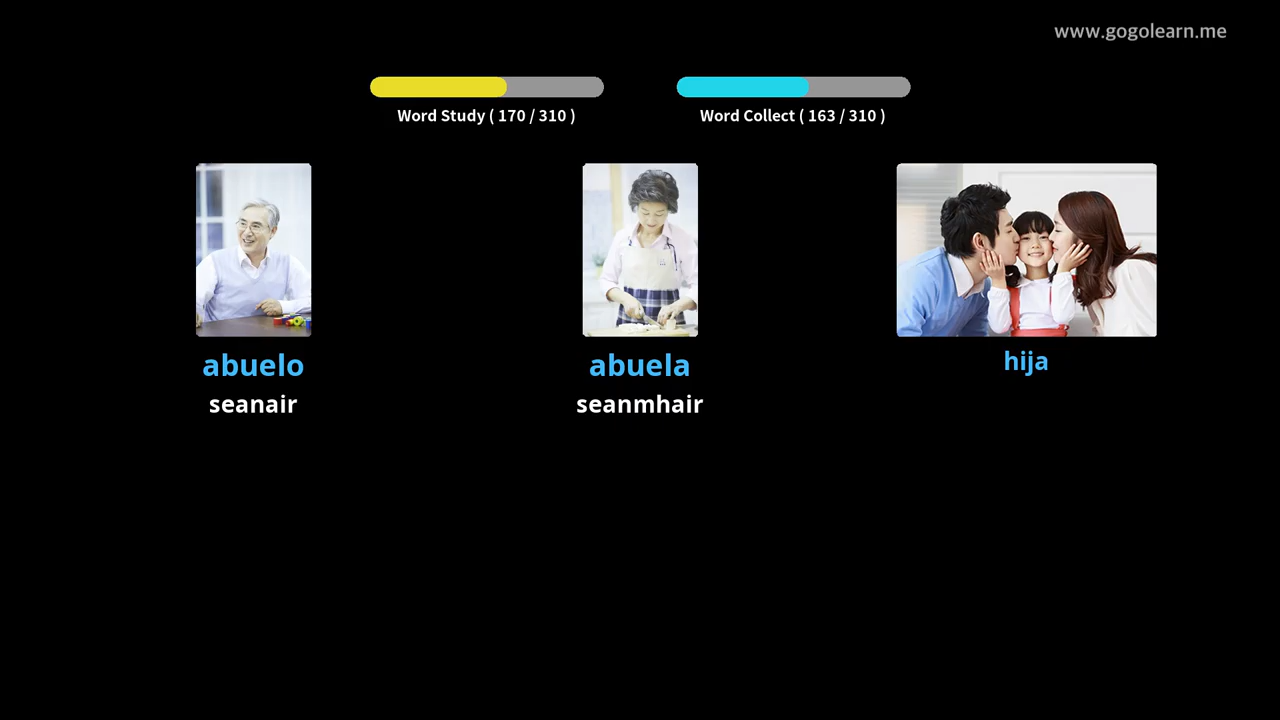 www.gogolearn.me
Word Study ( 170 / 310 )
Word Collect ( 163 / 310 )
abuelo
seanair
abuela
seanmhair
hija